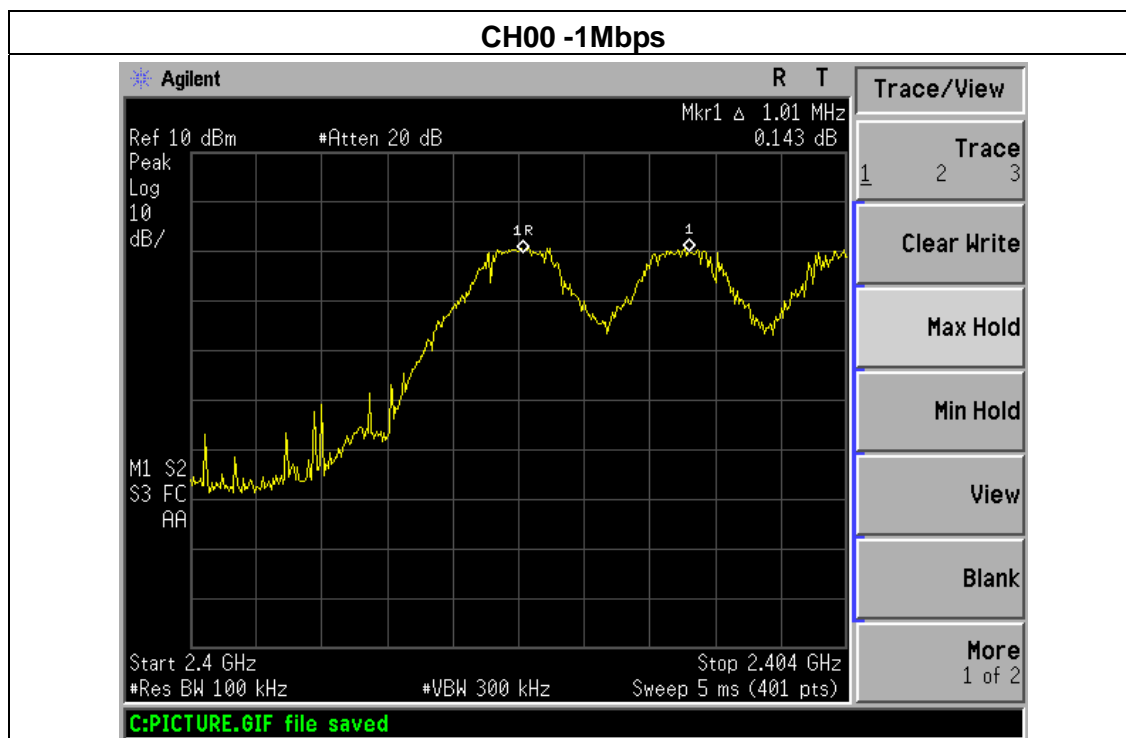 CH00 -1Mbps
Agilent R T
Mkr1 Δ 1.01 MHz
Ref 10 dBm #Atten 20 dB 0.143 dB
Peak
Log
10
dB/
1R
1
M1 S2
S3 FC
AA
Start 2.4 GHz Stop 2.404 GHz
#Res BW 100 kHz #VBW 300 kHz Sweep 5 ms (401 pts)
C:PICTURE.GIF file saved
Trace/View
Trace
1 2 3
Clear Write
Max Hold
Min Hold
View
Blank
More
1 of 2